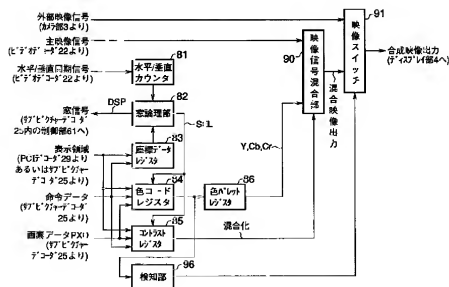 外部映像信号
(カメラ部3より)
主映像信号
(ビデオデコーダ22より)
水平/垂直同期信号
(ビデオデコーダ22より)
窓信号
(サブピクチャーデコーダ
25内の制御部61へ)
DSP
表示領域
(PCIデコーダ29より
あるいはサブピクチャー
デコーダ25より)
命令データ
(サブピクチャーデコーダ
25より)
画素データPXD
(サブピクチャー
デコーダ25より)
81
水平/垂直
カウンタ
82
窓論理部
83
座標データ
レジスタ
SEL
84
色コード
レジスタ
85
コントラスト
レジスタ
86
色パレット
レジスタ
96
検知部
Y,Cb,Cr
混合化
90
映像信号混合部
混合映像出力
91
映像スイッチ
合成映像出力
(ディスプレイ部4へ)